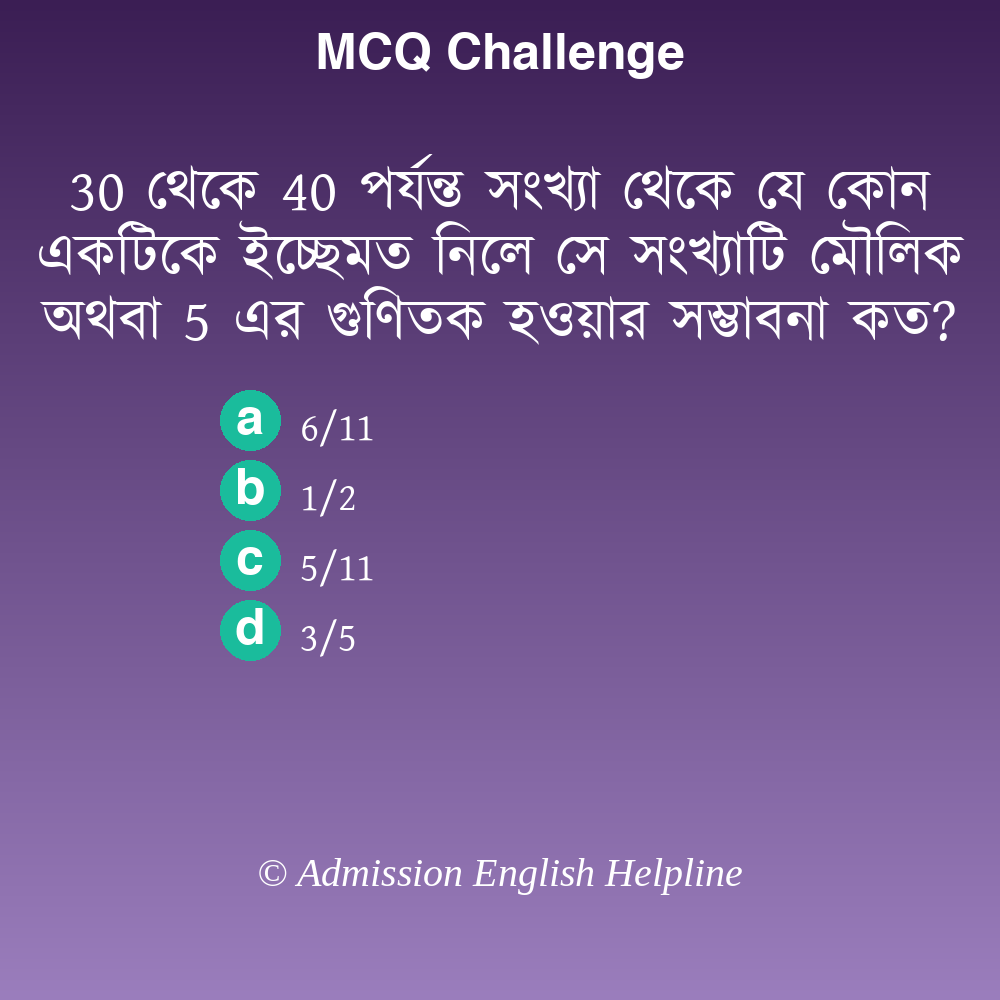 MCQ Challenge
30 থেকে 40 পর্যন্ত সংখ্যা থেকে যে কোন
একটিকে ইচ্ছেমত নিলে সে সংখ্যাটি মৌলিক
অথবা 5 এর গুণিতক হওয়ার সম্ভাবনা কত?
a 6/11
b 1/2
c 5/11
d 3/5
© Admission English Helpline